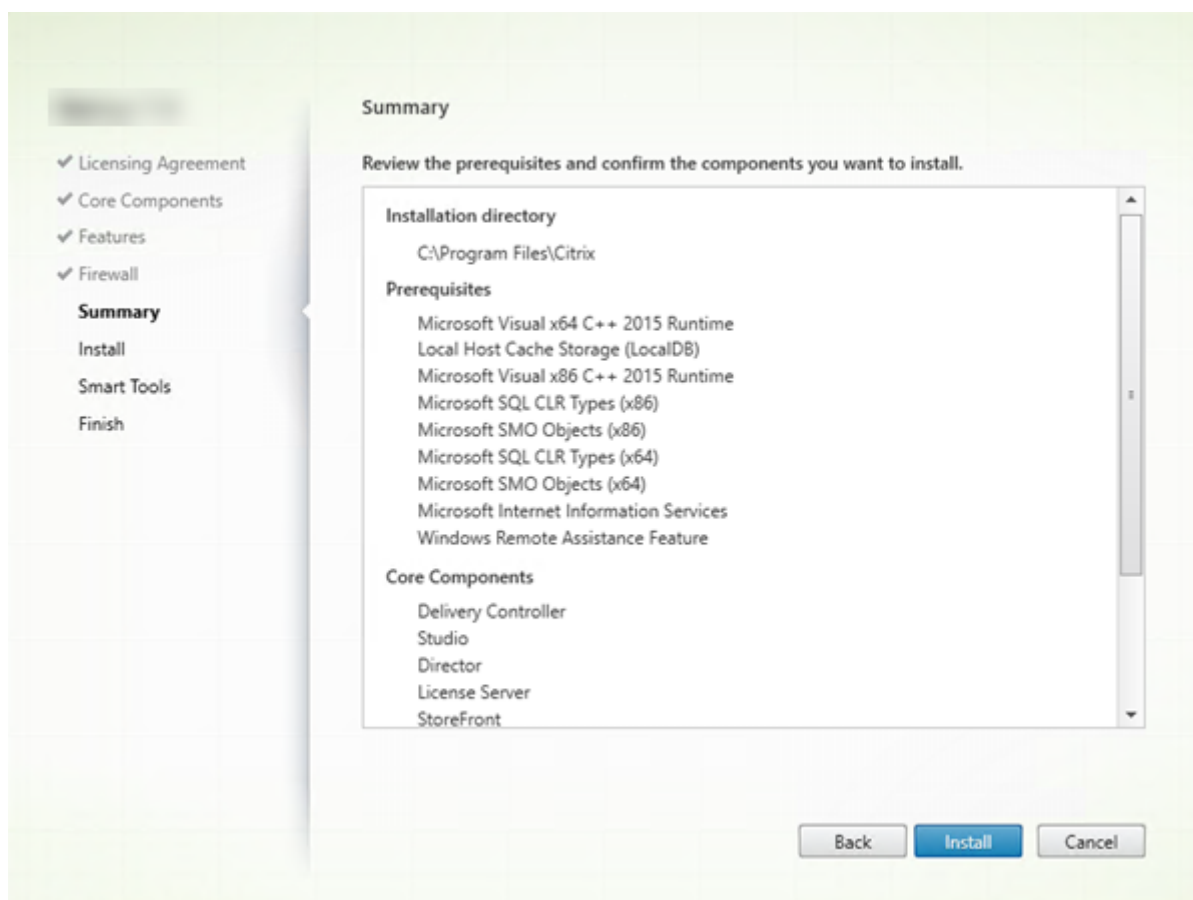 Summary
Licensing Agreement
Core Components
Features
Firewall
Summary
Install
Smart Tools
Finish
Review the prerequisites and confirm the components you want to install.
Installation directory
C:\Program Files\Citrix
Prerequisites
Microsoft Visual x64 C++ 2015 Runtime
Local Host Cache Storage (LocalDB)
Microsoft Visual x86 C++ 2015 Runtime
Microsoft SQL CLR Types (x86)
Microsoft SMO Objects (x86)
Microsoft SQL CLR Types (x64)
Microsoft SMO Objects (x64)
Microsoft Internet Information Services
Windows Remote Assistance Feature
Core Components
Delivery Controller
Studio
Director
License Server
StoreFront
Back
Install
Cancel